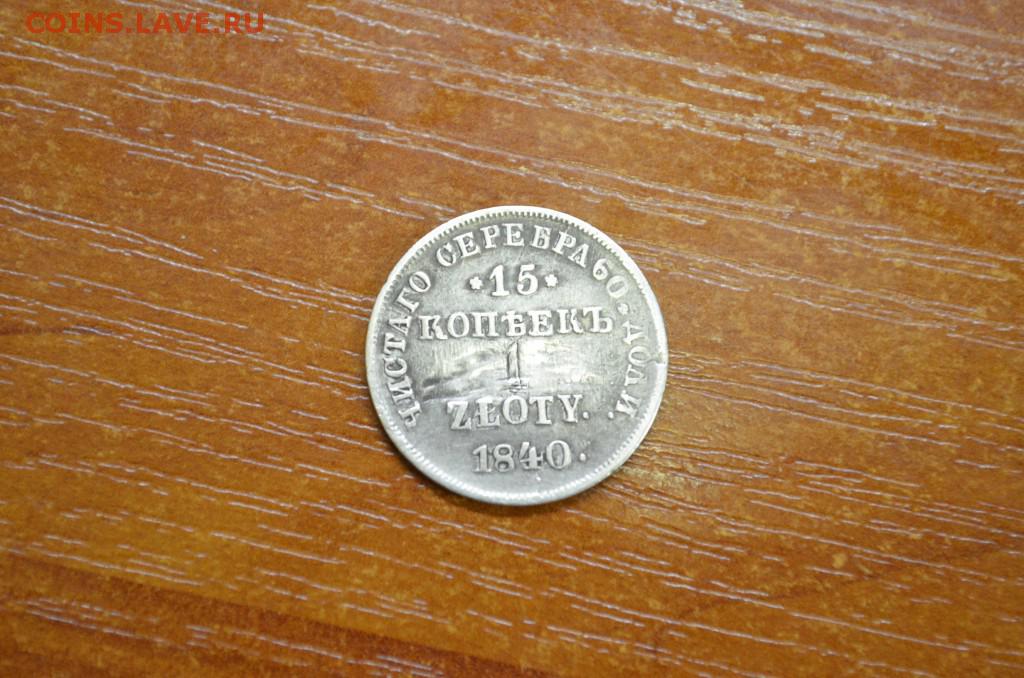 COINS.LAVE.RU
ЧИСТАГО СЕРЕБРА 60 ДОЛИ.
15
КОПѢЕКЪ
1
ZŁOTY.
1840.